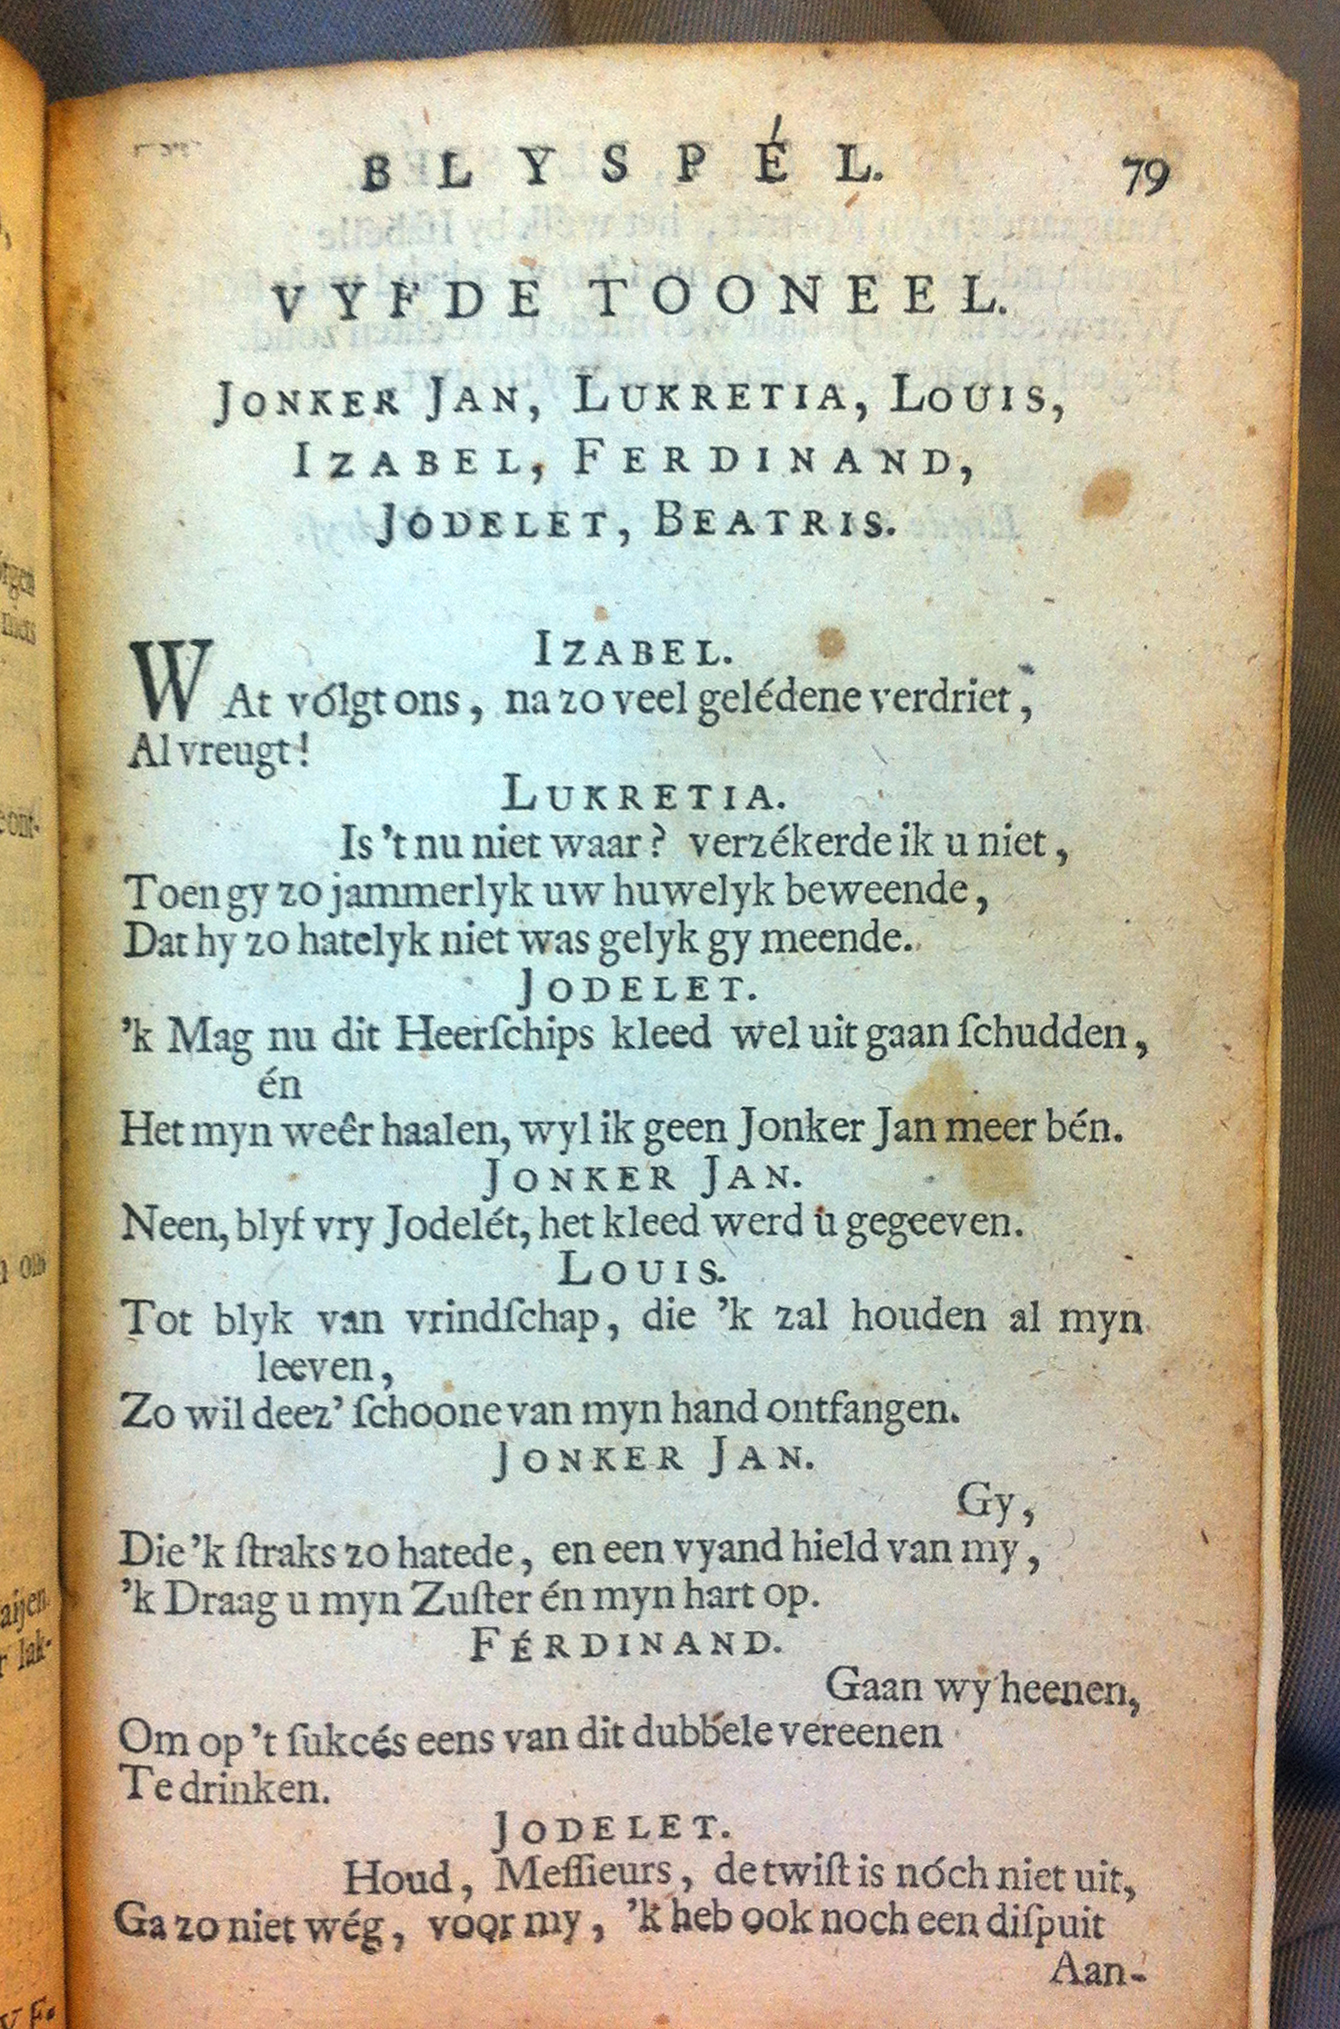 BLYSPÉL. 79
VYFDE TOONEEL.
JONKER JAN, LUKRETIA, LOUIS,
IZABEL, FERDINAND,
JODELET, BEATRIS.
IZABEL.
WAt vólgt ons, na zo veel gelédene verdriet,
Al vreugt!
LUKRETIA.
Is 't nu niet waar? verzékerde ik u niet,
Toen gy zo jammerlyk uw huwelyk beweende,
Dat hy zo hatelyk niet was gelyk gy meende.
JODELET.
'k Mag nu dit Heerſchips kleed wel uit gaan ſchudden,
én
Het myn weêr haalen, wyl ik geen Jonker Jan meer bén.
JONKER JAN.
Neen, blyf vry Jodelét, het kleed werd u gegeeven.
LOUIS.
Tot blyk van vrindſchap, die 'k zal houden al myn
leeven,
Zo wil deez' ſchoone van myn hand ontfangen.
JONKER JAN.
Gy,
Die 'k ſtraks zo hatede, en een vyand hield van my,
'k Draag u myn Zuſter én myn hart op.
FÉRDINAND.
Gaan wy heenen,
Om op 't ſukcés eens van dit dubbele vereenen
Te drinken.
JODELET.
Houd, Meſſieurs, de twiſt is nóch niet uit,
Ga zo niet wég, voor my, 'k heb ook noch een diſpuit
Aan-